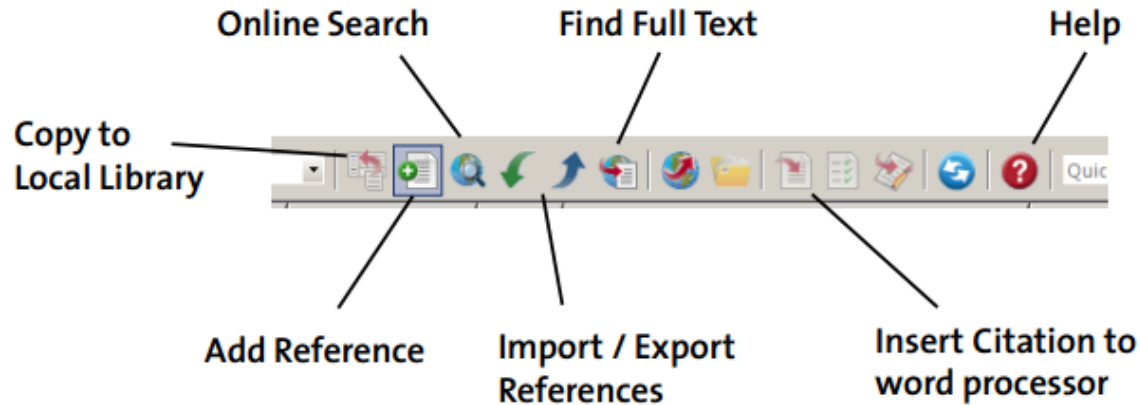 Online Search
Find Full Text
Help
Copy to
Local Library
Quic
Add Reference
Import / Export
References
Insert Citation to
word processor